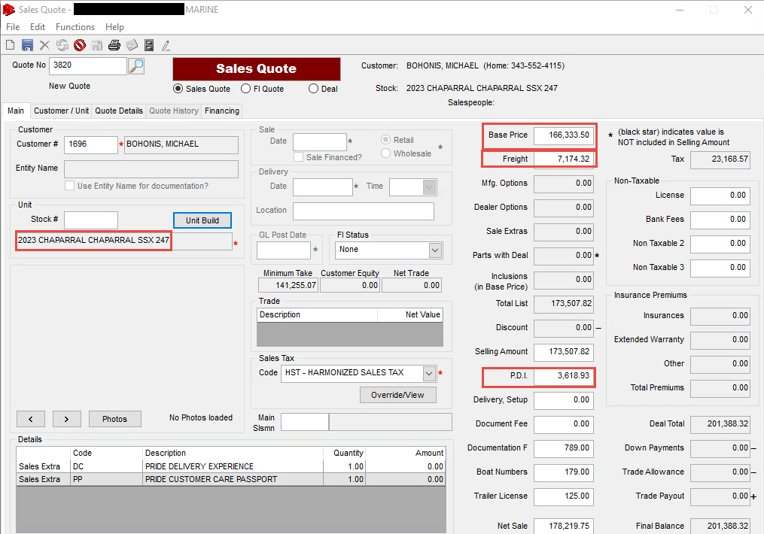 Sales Quote - MARINE
File Edit Functions Help
Quote No 3820
New Quote
Sales Quote
Sales Quote FI Quote Deal
Customer: BOHONIS, MICHAEL (Home: 343-552-4115)
Stock: 2023 CHAPARRAL CHAPARRAL SSX 247
Salespeople:
Main Customer / Unit Quote Details Quote History Financing
Customer
Customer # 1696 * BOHONIS, MICHAEL
Entity Name
Use Entity Name for documentation?
Unit
Stock # Unit Build
2023 CHAPARRAL CHAPARRAL SSX 247 *
< > Photos No Photos loaded
Sale
Date * Retail
Sale Financed? Wholesale *
Delivery
Date * Time
Location
GL Post Date * FI Status
None
Minimum Take Customer Equity Net Trade
141,255.07 0.00 0.00
Trade
Description Net Value
Sales Tax
Code HST - HARMONIZED SALES TAX *
Override/View
Main
Slsmn
Details
Code Description Quantity Amount
Sales Extra DC PRIDE DELIVERY EXPERIENCE 1.00 0.00
Sales Extra PP PRIDE CUSTOMER CARE PASSPORT 1.00 0.00
Base Price 166,333.50
Freight 7,174.32
Mfg. Options 0.00
Dealer Options 0.00
Sale Extras 0.00
Parts with Deal 0.00 *
Inclusions
(in Base Price) 0.00
Total List 173,507.82
Discount 0.00 –
Selling Amount 173,507.82
P.D.I. 3,618.93
Delivery, Setup 0.00
Document Fee 0.00
Documentation F 789.00
Boat Numbers 179.00
Trailer License 125.00
Net Sale 178,219.75
* (black star) indicates value is
NOT included in Selling Amount
Tax 23,168.57
Non-Taxable
License 0.00
Bank Fees 0.00
Non Taxable 2 0.00
Non Taxable 3 0.00
Insurance Premiums
Insurances 0.00
Extended Warranty 0.00
Other 0.00
Total Premiums 0.00
Deal Total 201,388.32
Down Payments 0.00 –
Trade Allowance 0.00 –
Trade Payout 0.00 +
Final Balance 201,388.32